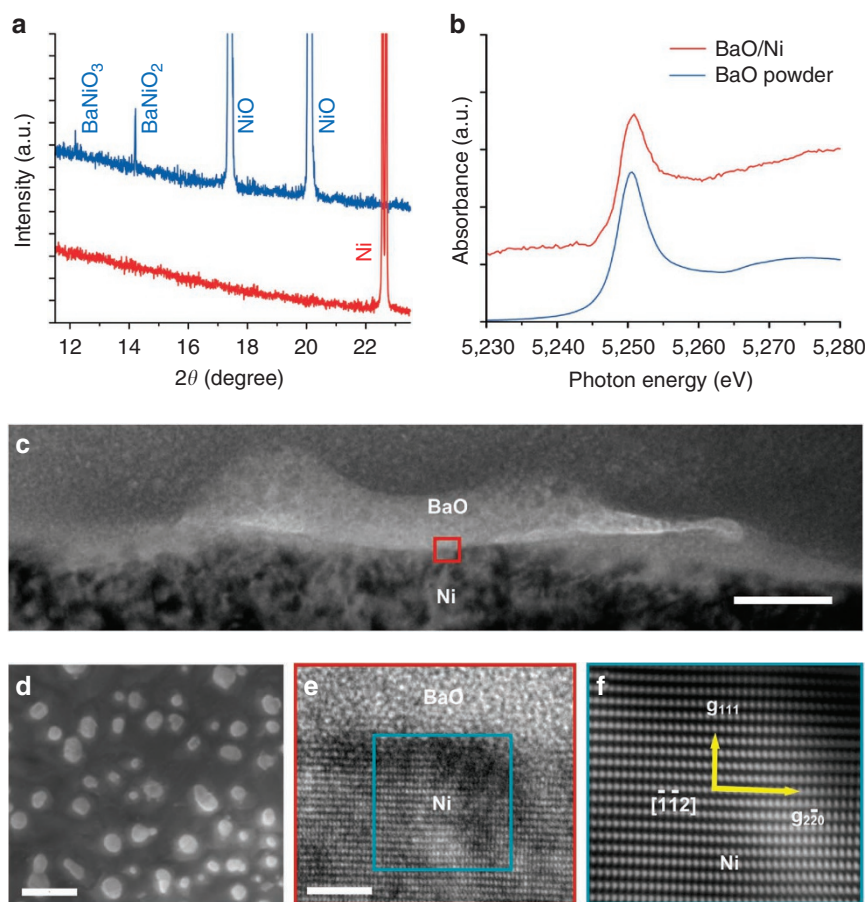 a
Intensity (a.u.)
BaNiO3
BaNiO2
NiO
NiO
Ni
12 14 16 18 20 22
2θ (degree)
b
BaO/Ni
BaO powder
Absorbance (a.u.)
5,230 5,240 5,250 5,260 5,270 5,280
Photon energy (eV)
c
BaO
Ni
d
e
BaO
Ni
f
g111
[1̄1̄2]
g22̄0
Ni